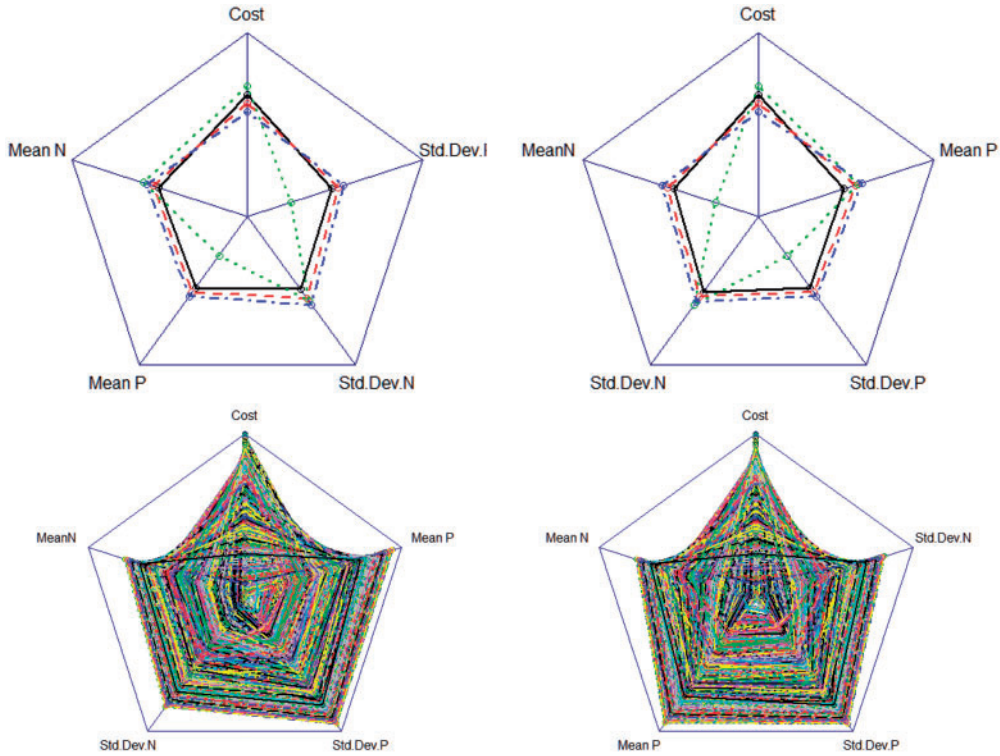 Cost
Mean N
Std.Dev.I
Mean P
Std.Dev.N
Cost
MeanN
Mean P
Std.Dev.N
Std.Dev.P
Cost
MeanN
Mean P
Std.Dev.N
Std.Dev.P
Cost
Mean N
Std.Dev.N
Mean P
Std.Dev.P